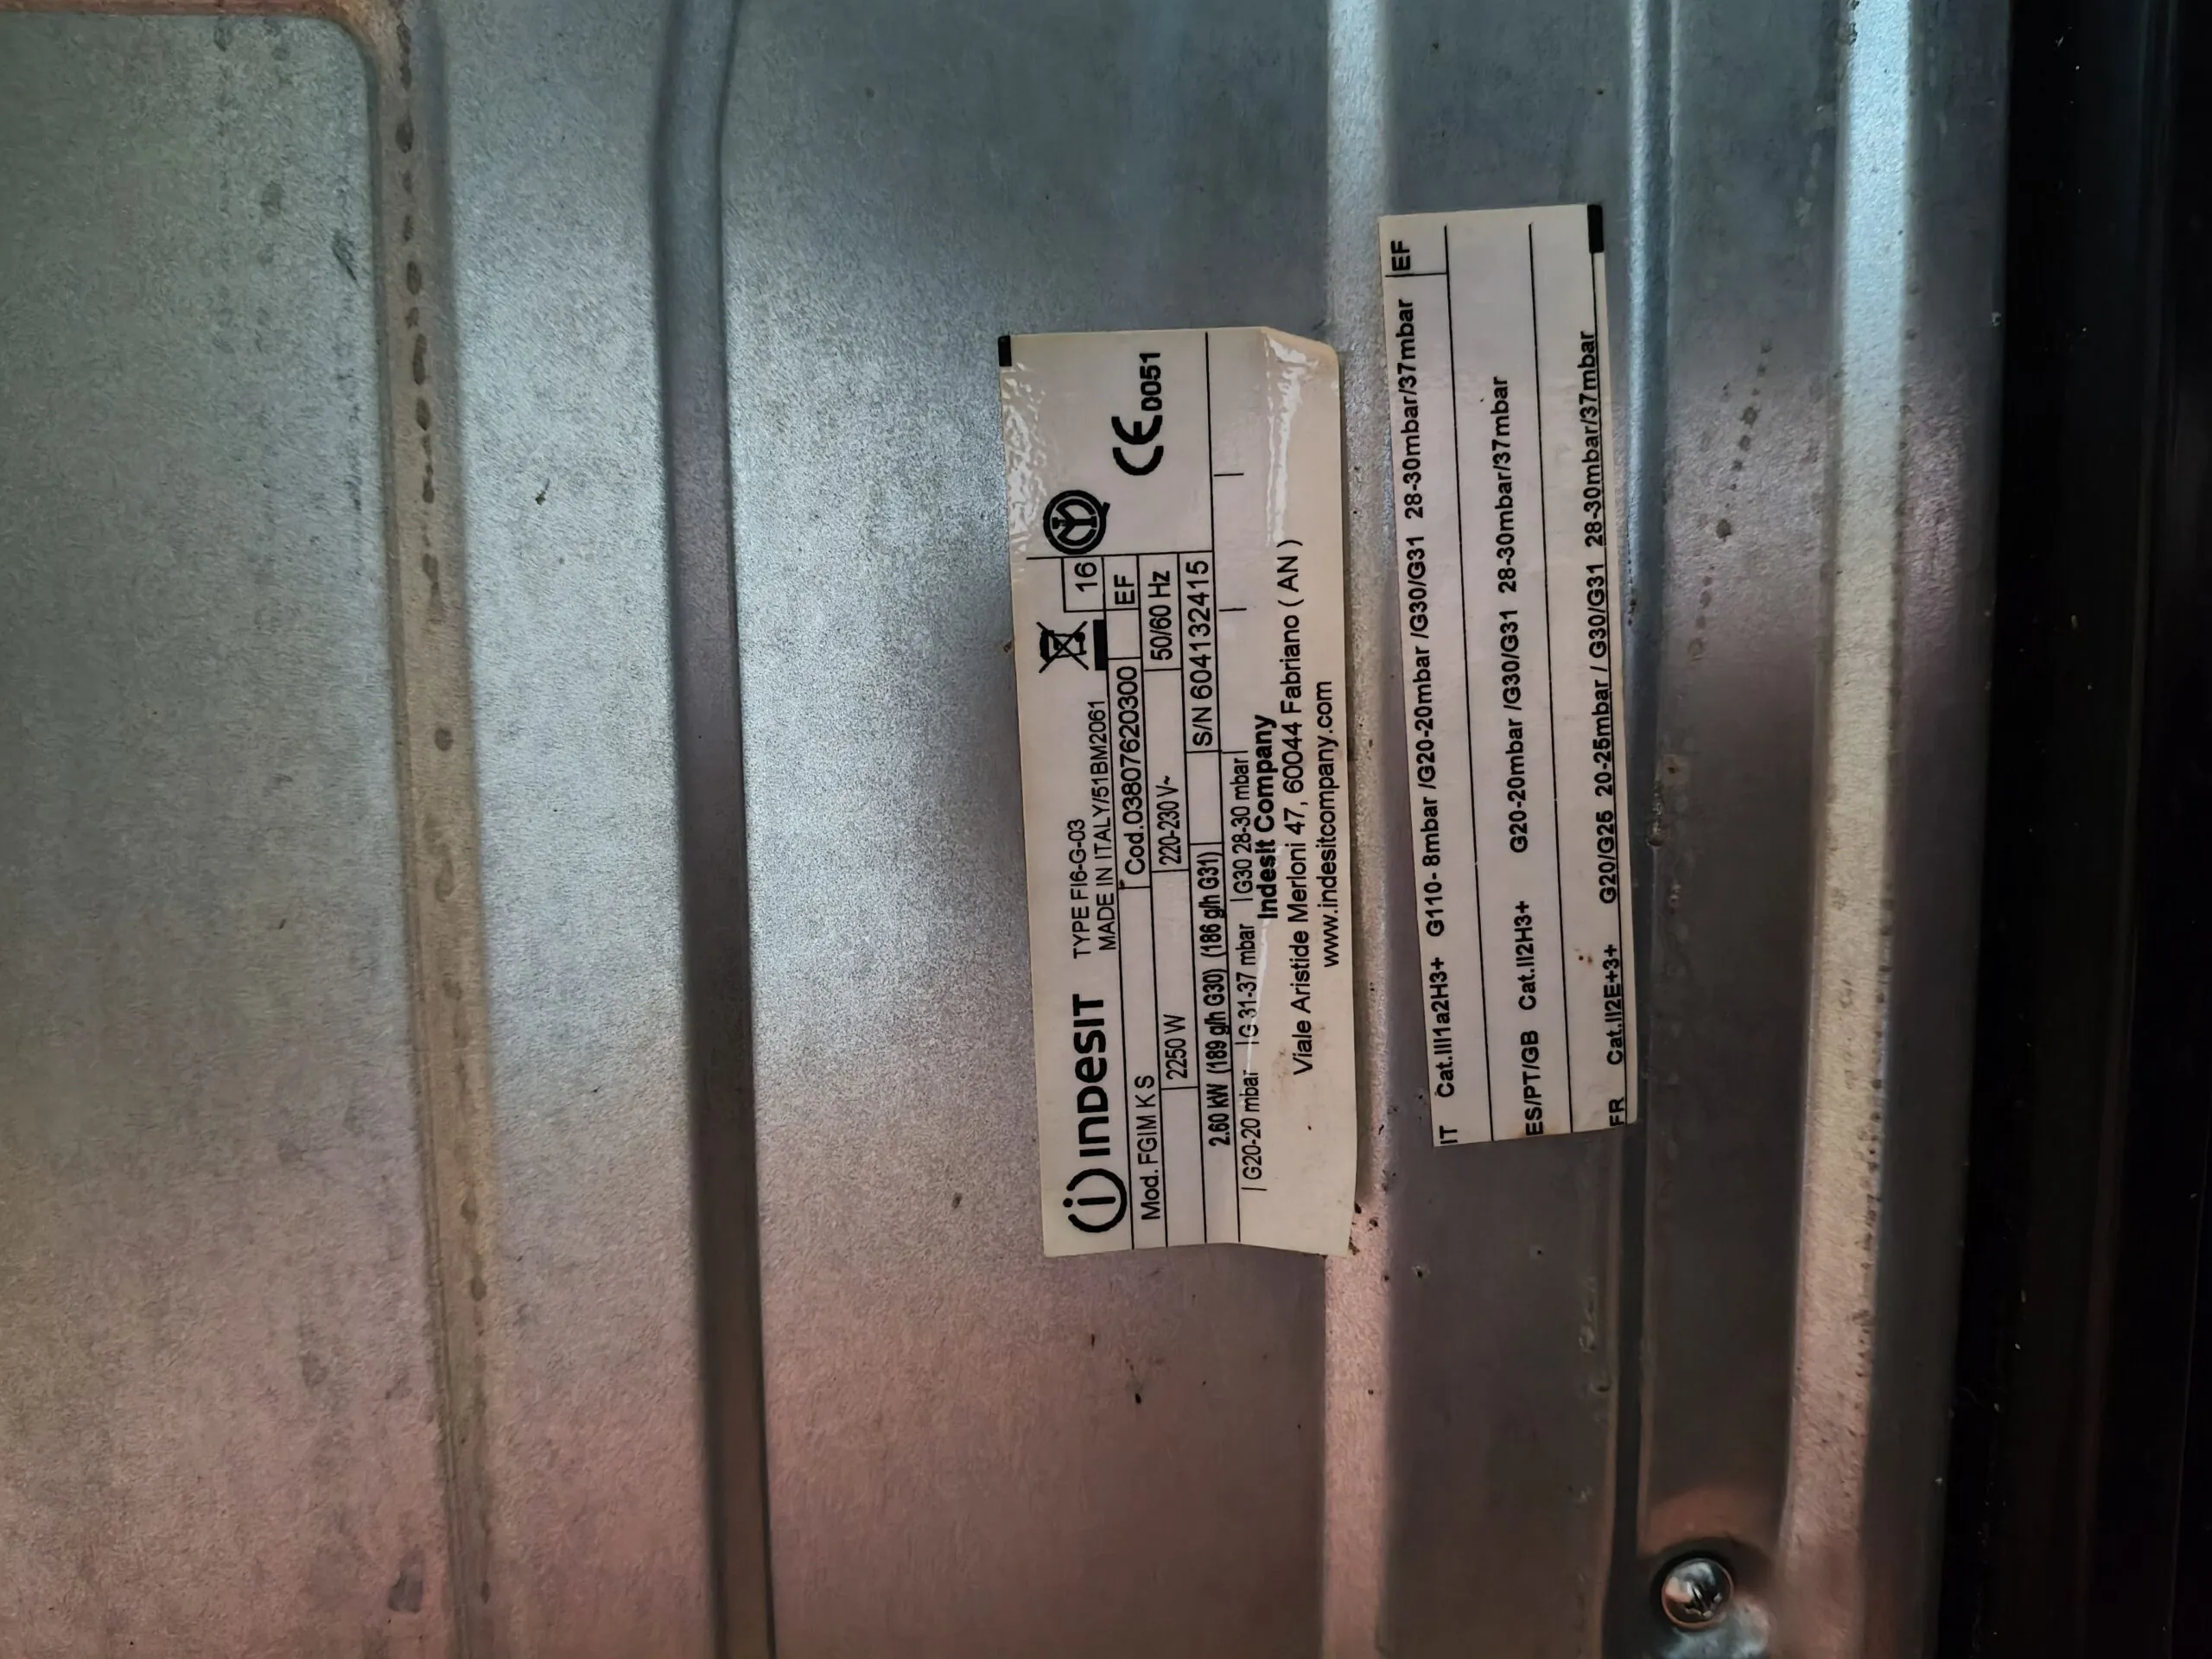 INDESIT TYPE FI6-G-03 16
MADE IN ITALY/51BM2061
Mod. FGIM K S Cod.03807620300 EF
2250 W 220-230 V~ 50/60 Hz
2.60 kW (189 g/h G30) (186 g/h G31) S/N 604132415
CE 0051
G20-20 mbar G 31-37 mbar G30 28-30 mbar
Indesit Company
Viale Aristide Merloni 47, 60044 Fabriano ( AN )
www.indesitcompany.com
IT Cat.III1a2H3+ G110- 8mbar /G20-20mbar /G30/G31 28-30mbar/37mbar EF
ES/PT/GB Cat.II2H3+ G20-20mbar /G30/G31 28-30mbar/37mbar
FR Cat.II2E+3+ G20/G25 20-25mbar / G30/G31 28-30mbar/37mbar